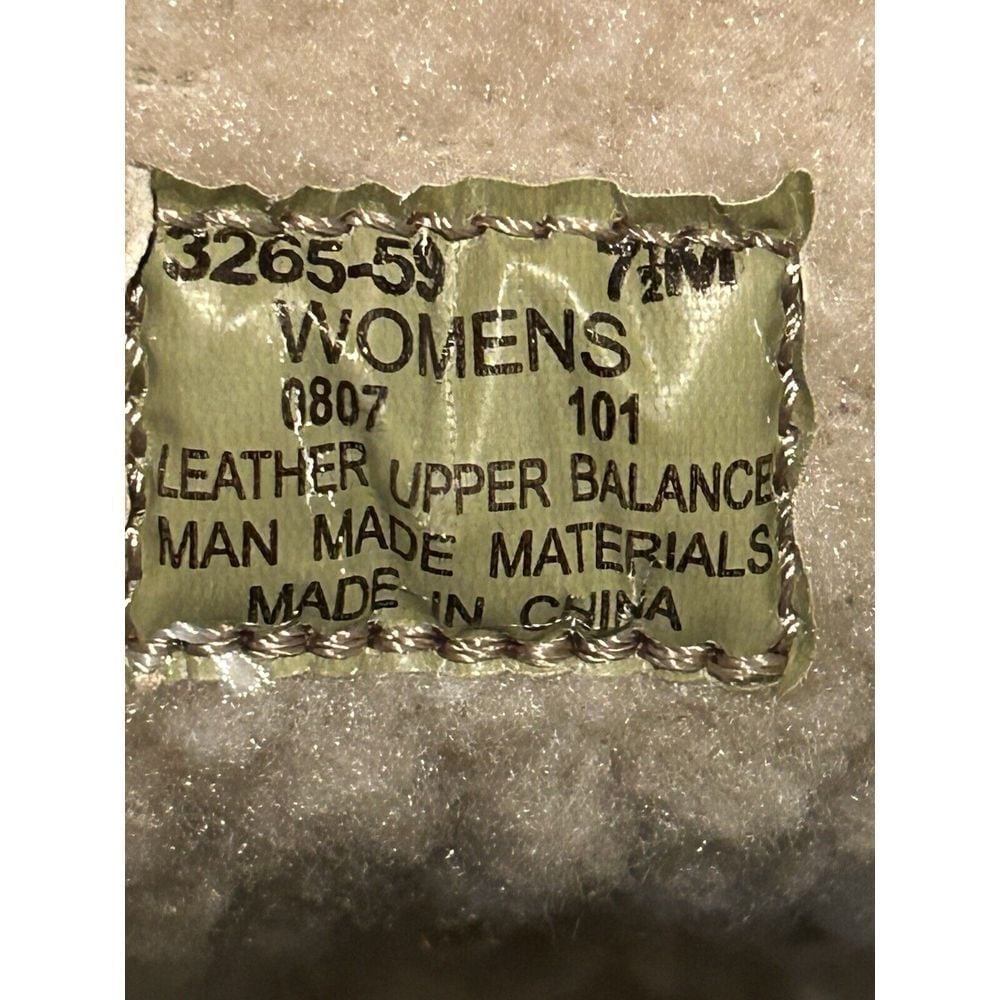 3265-59 7½M
WOMENS
0807 101
LEATHER UPPER BALANCE
MAN MADE MATERIALS
MADE IN CHINA